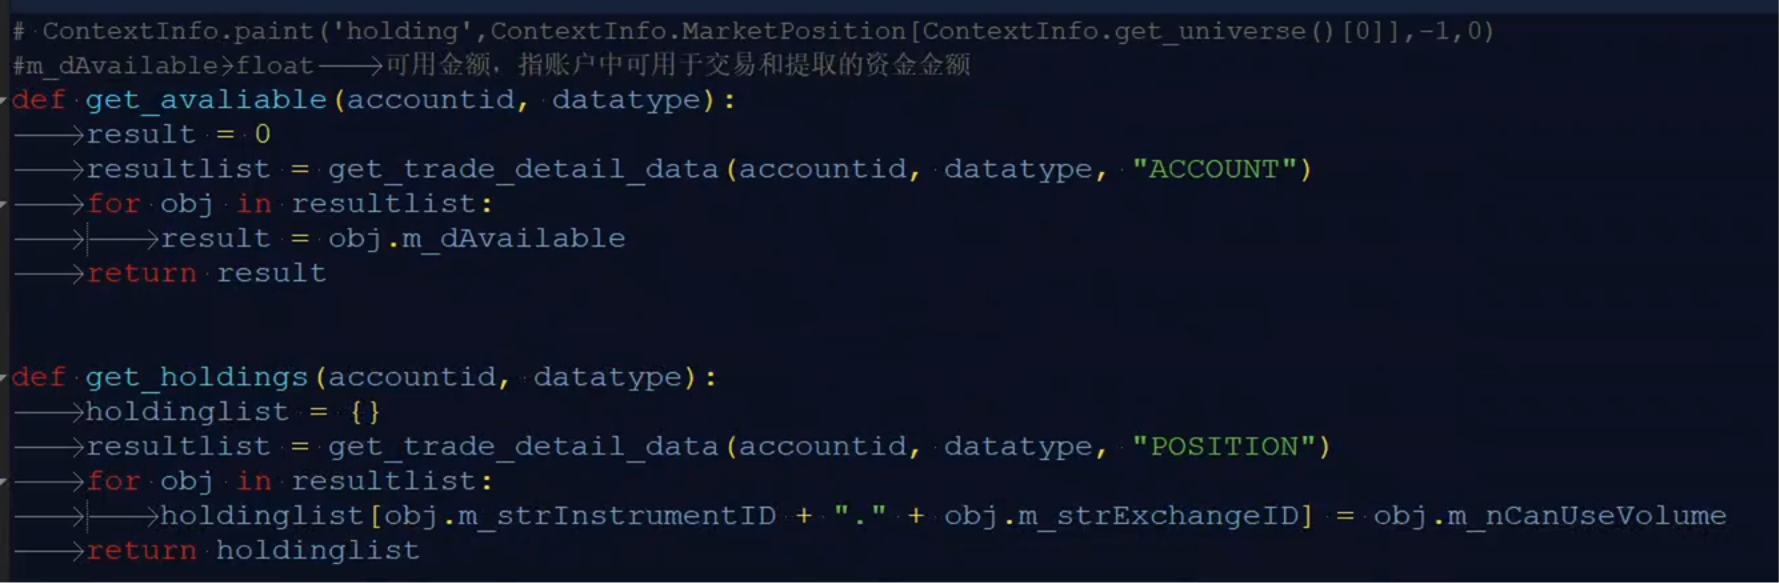 # ContextInfo.paint('holding',ContextInfo.MarketPosition[ContextInfo.get_universe()[0]],-1,0)
#m_dAvailable>float——>可用金额，指账户中可用于交易和提取的资金金额
def get_avaliable(accountid, datatype):
    result = 0
    resultlist = get_trade_detail_data(accountid, datatype, "ACCOUNT")
    for obj in resultlist:
        result = obj.m_dAvailable
    return result
def get_holdings(accountid, datatype):
    holdinglist = {}
    resultlist = get_trade_detail_data(accountid, datatype, "POSITION")
    for obj in resultlist:
        holdinglist[obj.m_strInstrumentID + "." + obj.m_strExchangeID] = obj.m_nCanUseVolume
    return holdinglist